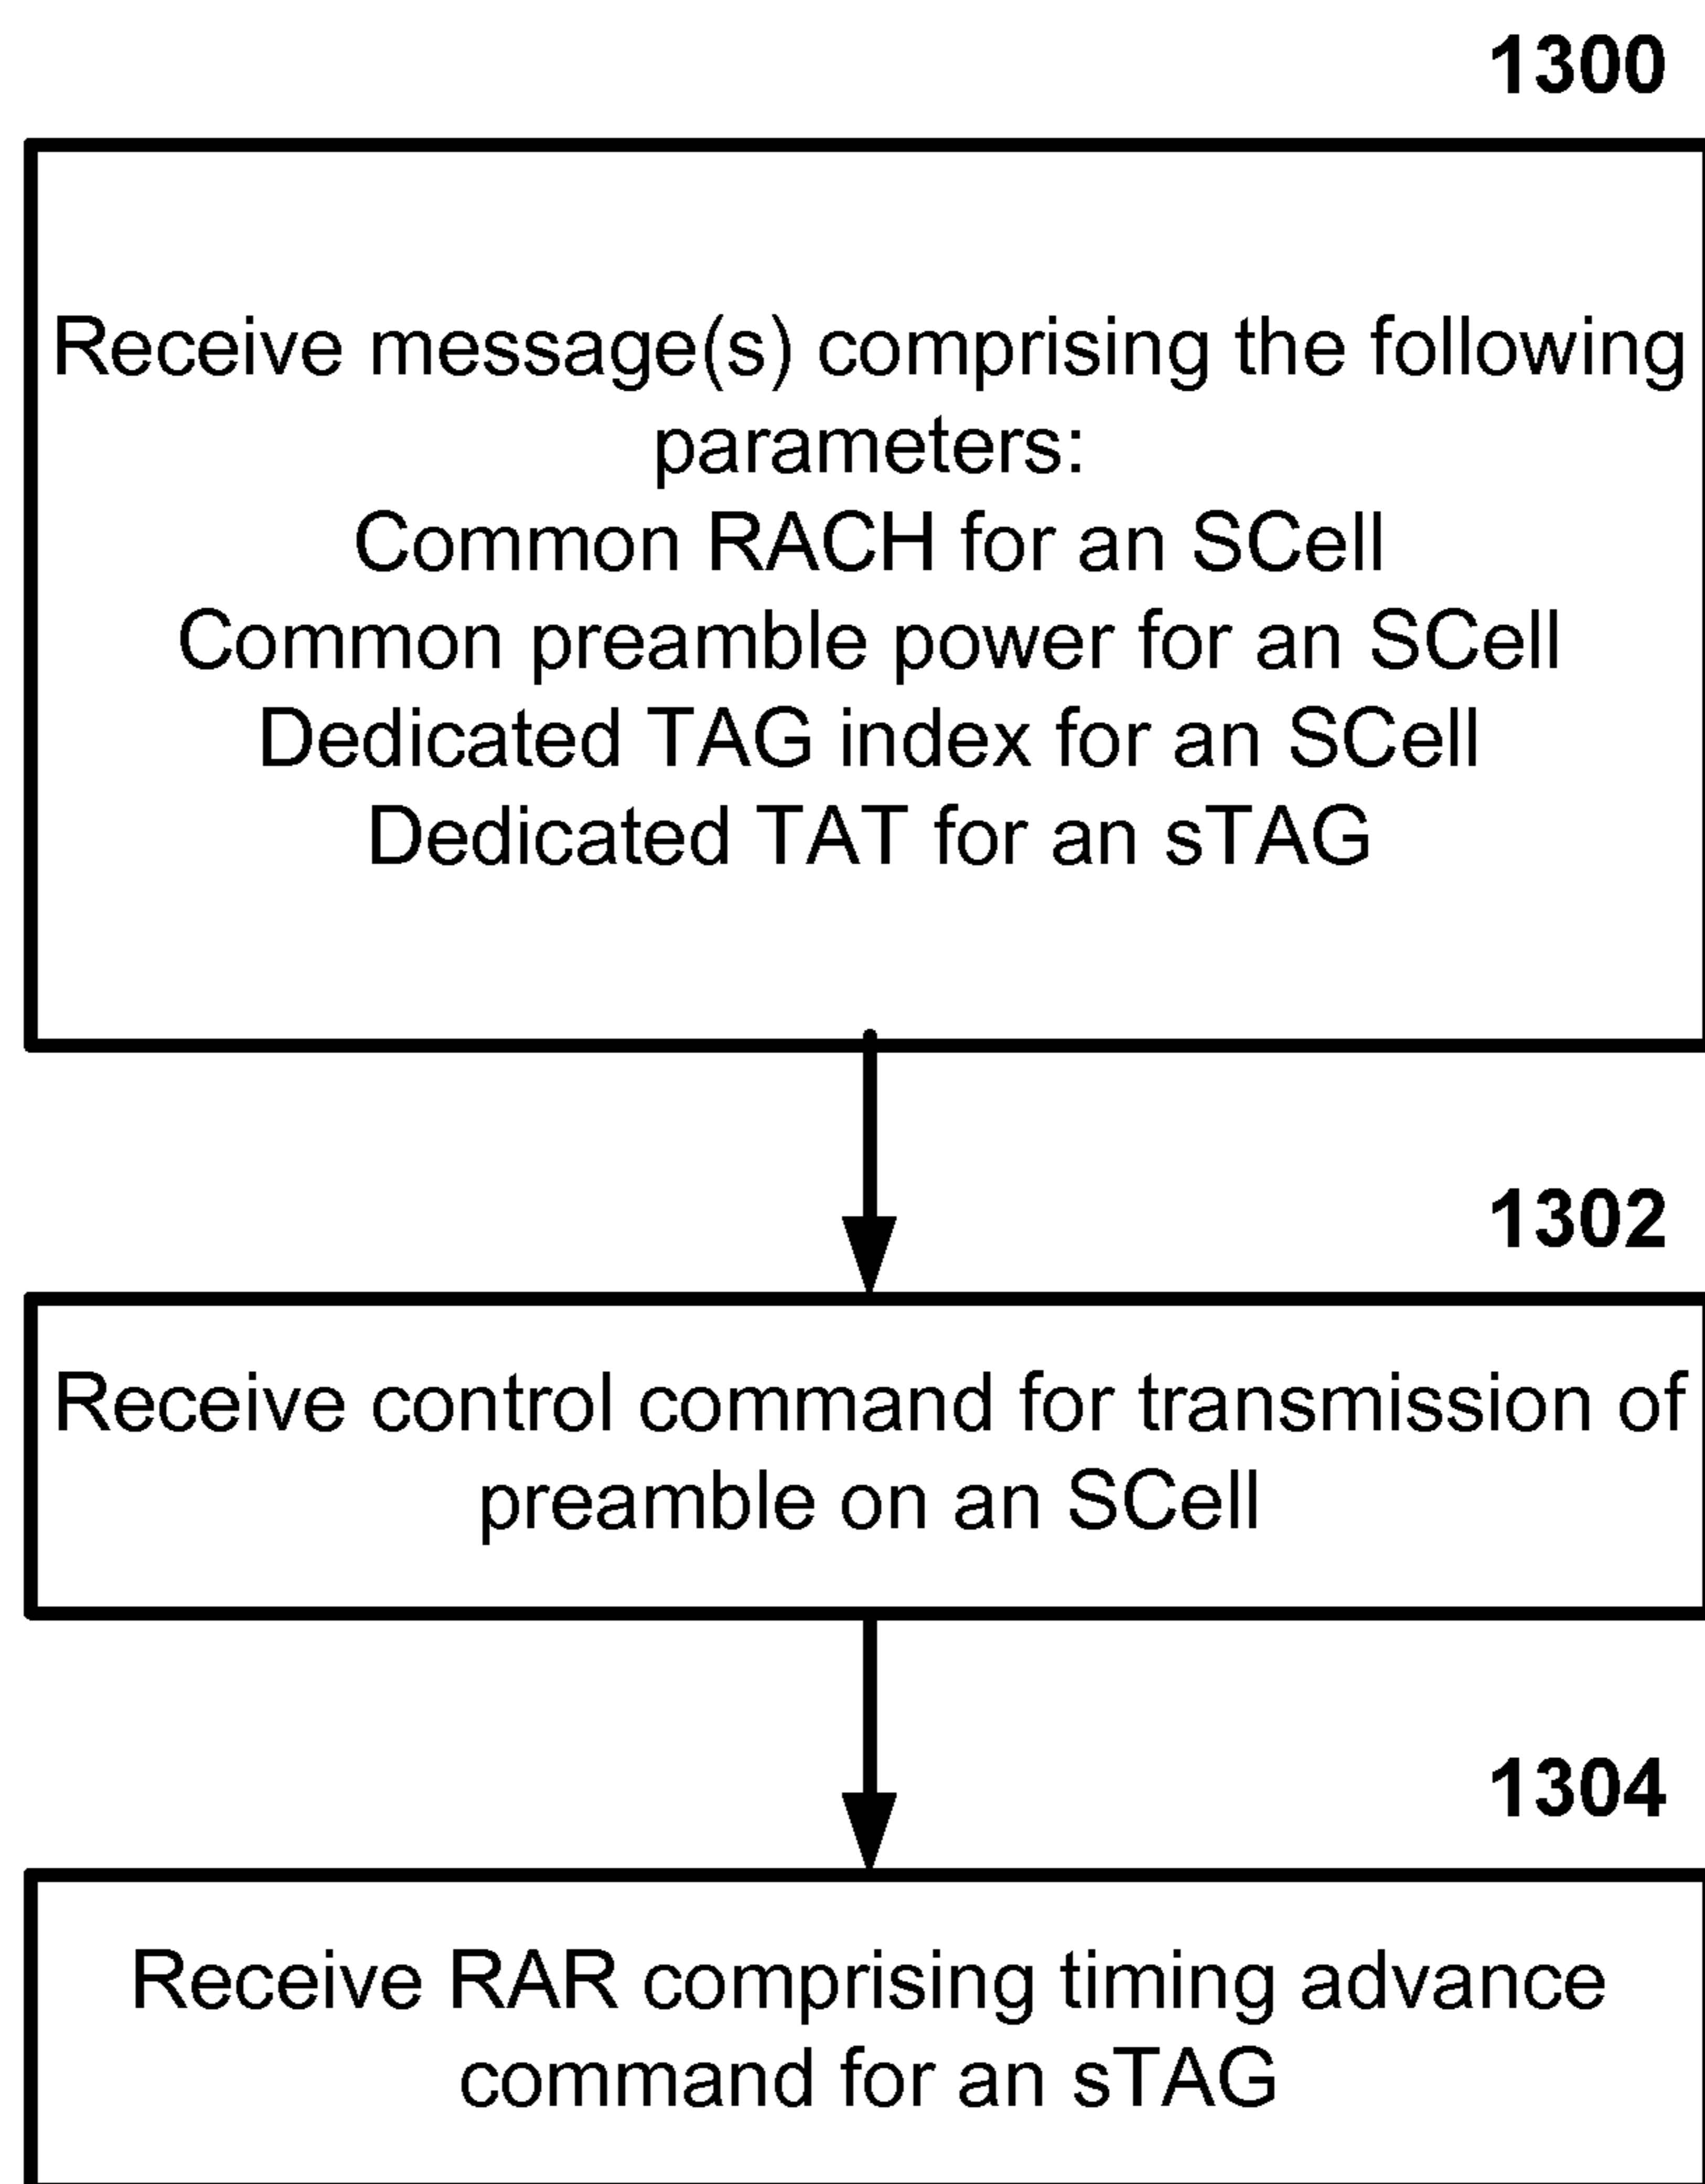 1300
Receive message(s) comprising the following
parameters:
Common RACH for an SCell
Common preamble power for an SCell
Dedicated TAG index for an SCell
Dedicated TAT for an sTAG
1302
Receive control command for transmission of
preamble on an SCell
1304
Receive RAR comprising timing advance
command for an sTAG